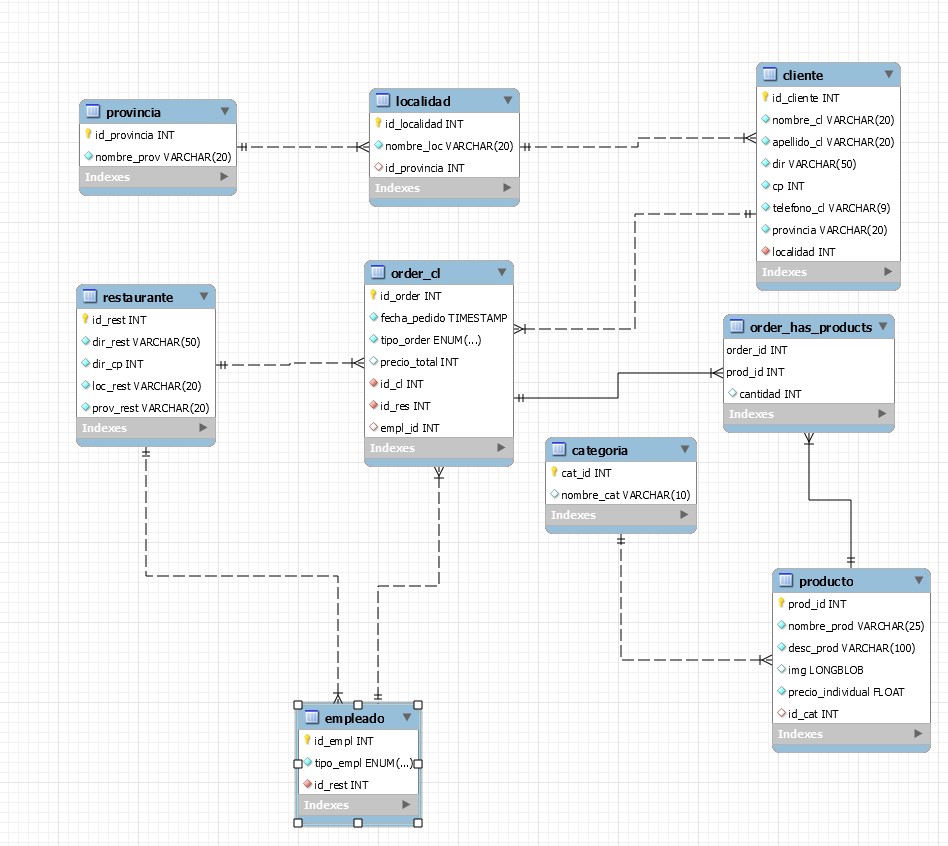 provincia
id_provincia INT
nombre_prov VARCHAR(20)
Indexes
localidad
id_localidad INT
nombre_loc VARCHAR(20)
id_provincia INT
Indexes
cliente
id_cliente INT
nombre_cl VARCHAR(20)
apellido_cl VARCHAR(20)
dir VARCHAR(50)
cp INT
telefono_cl VARCHAR(9)
provincia VARCHAR(20)
localidad INT
Indexes
restaurante
id_rest INT
dir_rest VARCHAR(50)
dir_cp INT
loc_rest VARCHAR(20)
prov_rest VARCHAR(20)
Indexes
order_cl
id_order INT
fecha_pedido TIMESTAMP
tipo_order ENUM(...)
precio_total INT
id_cl INT
id_res INT
empl_id INT
Indexes
order_has_products
order_id INT
prod_id INT
cantidad INT
Indexes
categoria
cat_id INT
nombre_cat VARCHAR(10)
Indexes
producto
prod_id INT
nombre_prod VARCHAR(25)
desc_prod VARCHAR(100)
img LONGBLOB
precio_individual FLOAT
id_cat INT
Indexes
empleado
id_empl INT
tipo_empl ENUM(...)
id_rest INT
Indexes